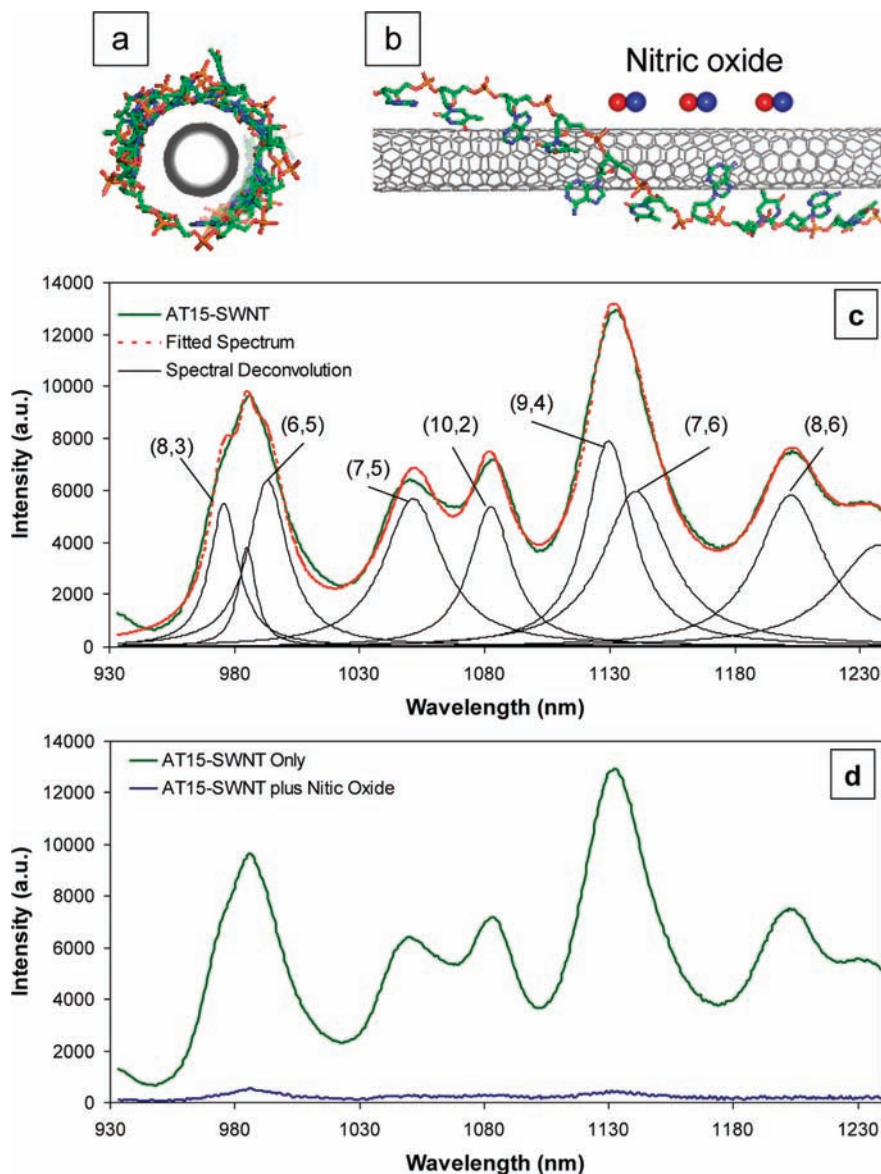 a
b
Nitric oxide
c
14000
12000
10000
8000
6000
4000
2000
0
Intensity (a.u.)
AT15-SWNT
Fitted Spectrum
Spectral Deconvolution
(8,3)
(6,5)
(7,5)
(10,2)
(9,4)
(7,6)
(8,6)
930 980 1030 1080 1130 1180 1230
Wavelength (nm)
d
14000
12000
10000
8000
6000
4000
2000
0
Intensity (a.u.)
AT15-SWNT Only
AT15-SWNT plus Nitic Oxide
930 980 1030 1080 1130 1180 1230
Wavelength (nm)